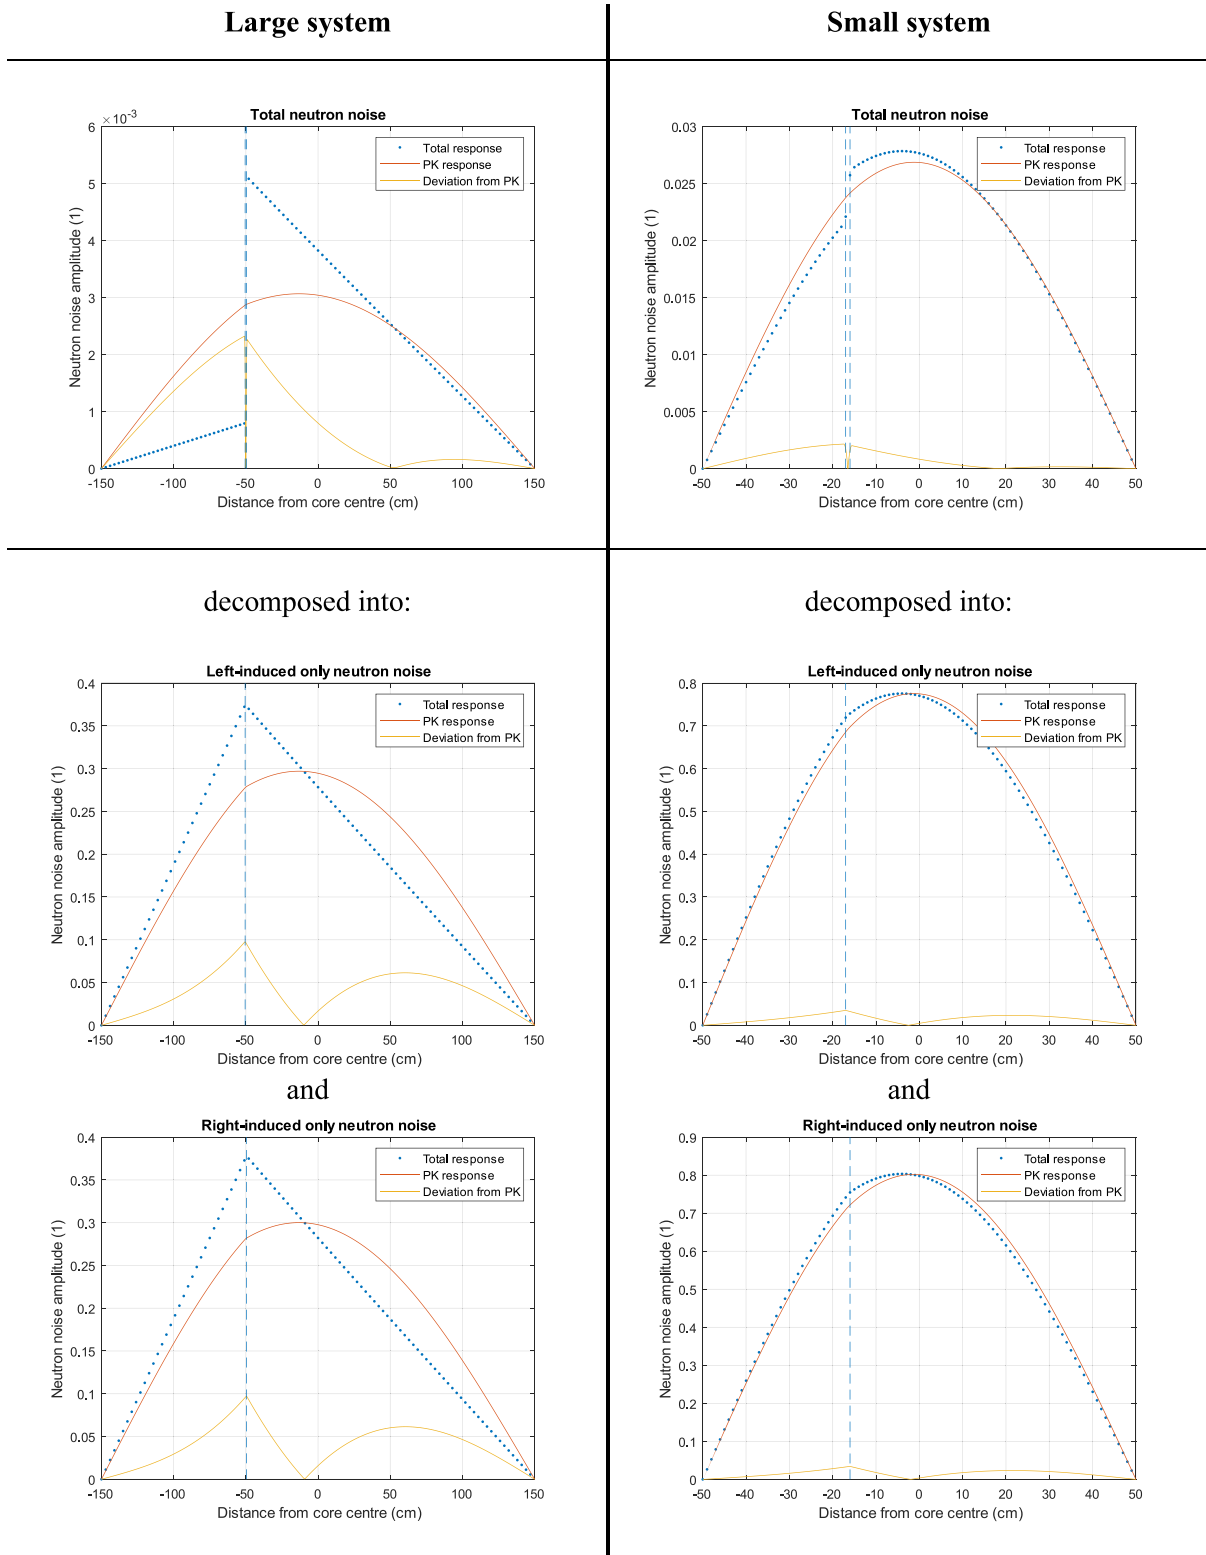 Large system
Small system
Total neutron noise
×10⁻³
Neutron noise amplitude (1)
6
5
4
3
2
1
0
Total response
PK response
Deviation from PK
-150 -100 -50 0 50 100 150
Distance from core centre (cm)
Total neutron noise
Neutron noise amplitude (1)
0.03
0.025
0.02
0.015
0.01
0.005
0
Total response
PK response
Deviation from PK
-50 -40 -30 -20 -10 0 10 20 30 40 50
Distance from core centre (cm)
decomposed into:
decomposed into:
Left-induced only neutron noise
Neutron noise amplitude (1)
0.4
0.35
0.3
0.25
0.2
0.15
0.1
0.05
0
Total response
PK response
Deviation from PK
-150 -100 -50 0 50 100 150
Distance from core centre (cm)
Left-induced only neutron noise
Neutron noise amplitude (1)
0.8
0.7
0.6
0.5
0.4
0.3
0.2
0.1
0
Total response
PK response
Deviation from PK
-50 -40 -30 -20 -10 0 10 20 30 40 50
Distance from core centre (cm)
and
and
Right-induced only neutron noise
Neutron noise amplitude (1)
0.4
0.35
0.3
0.25
0.2
0.15
0.1
0.05
0
Total response
PK response
Deviation from PK
-150 -100 -50 0 50 100 150
Distance from core centre (cm)
Right-induced only neutron noise
Neutron noise amplitude (1)
0.9
0.8
0.7
0.6
0.5
0.4
0.3
0.2
0.1
0
Total response
PK response
Deviation from PK
-50 -40 -30 -20 -10 0 10 20 30 40 50
Distance from core centre (cm)